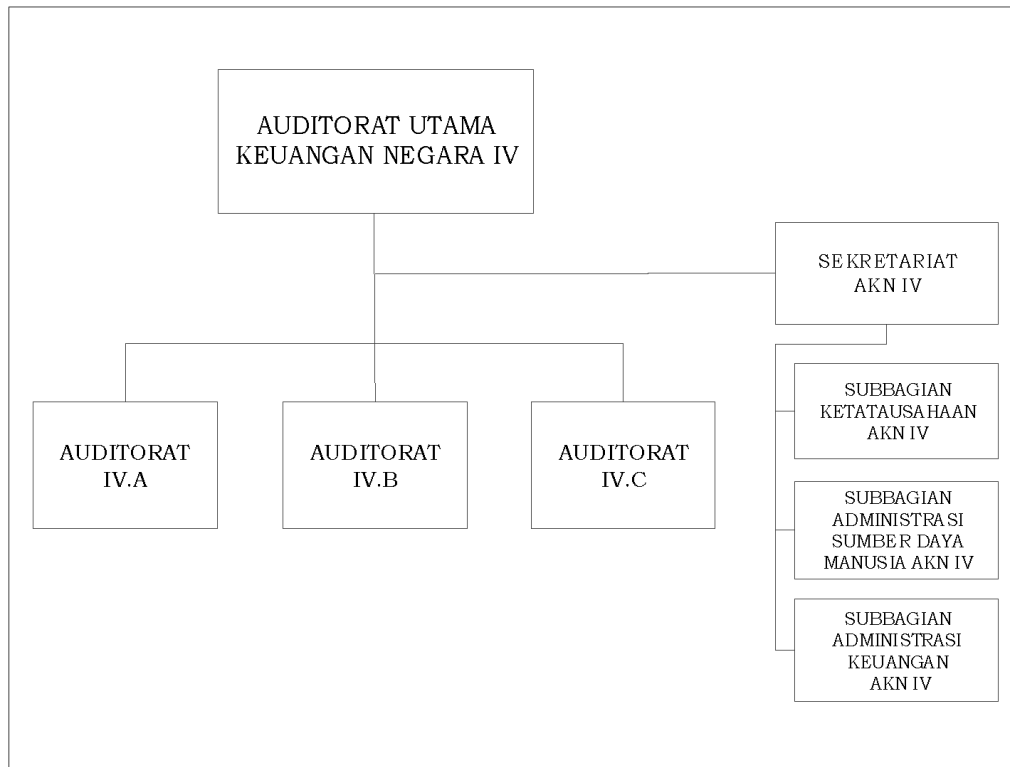 AUDITORAT UTAMA
KEUANGAN NEGARA IV
SEKRETARIAT
AKN IV
AUDITORAT
IV.A
AUDITORAT
IV.B
AUDITORAT
IV.C
SUBBAGIAN
KETATAUSAHAAN
AKN IV
SUBBAGIAN
ADMINISTRASI
SUMBER DAYA
MANUSIA AKN IV
SUBBAGIAN
ADMINISTRASI
KEUANGAN
AKN IV